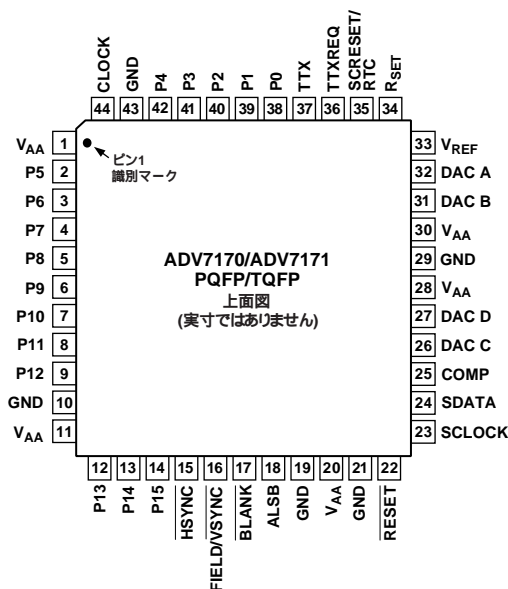 CLOCK
GND
P4
P3
P2
P1
P0
TTX
TTXREQ
SCRESET/
RTC
RSET
44 43 42 41 40 39 38 37 36 35 34
VAA 1
P5 2
P6 3
P7 4
P8 5
P9 6
P10 7
P11 8
P12 9
GND 10
VAA 11
ピン1
識別マーク
ADV7170/ADV7171
PQFP/TQFP
上面図
(実寸ではありません)
33 VREF
32 DAC A
31 DAC B
30 VAA
29 GND
28 VAA
27 DAC D
26 DAC C
25 COMP
24 SDATA
23 SCLOCK
12 13 14 15 16 17 18 19 20 21 22
P13
P14
P15
HSYNC
FIELD/VSYNC
BLANK
ALSB
GND
VAA
GND
RESET